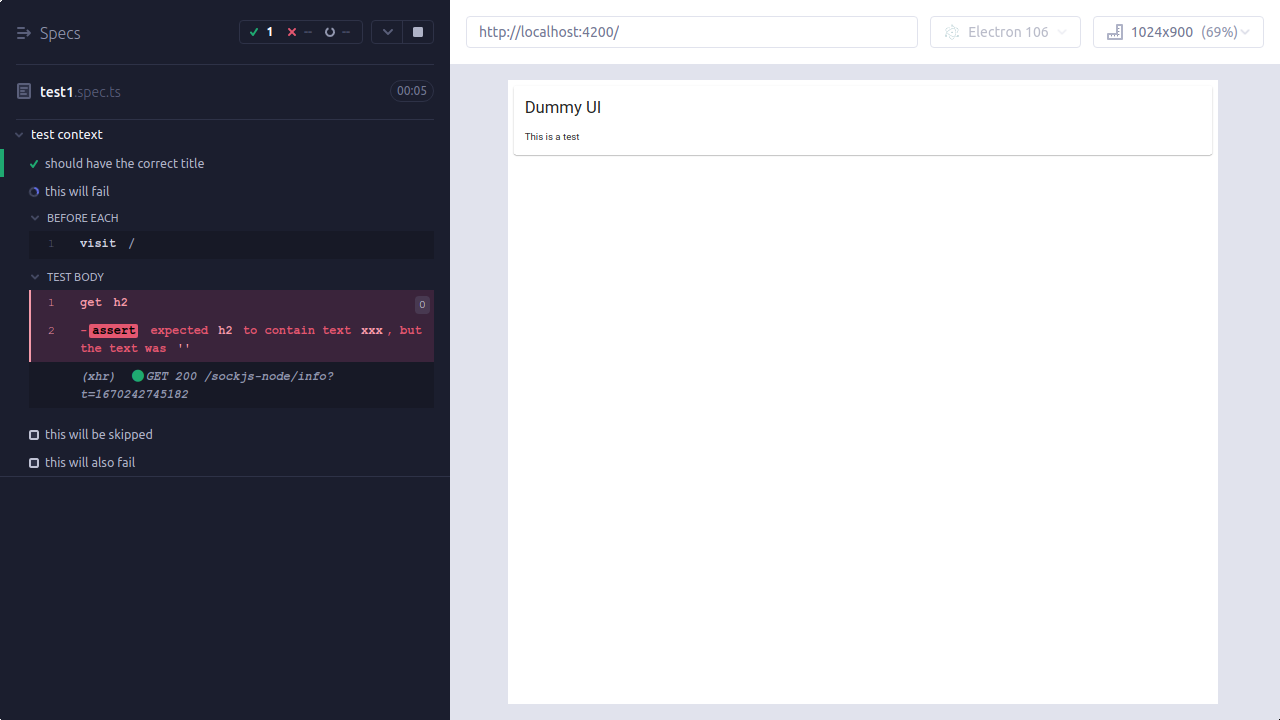 Specs
1
--
--
test1.spec.ts
00:05
test context
should have the correct title
this will fail
BEFORE EACH
1 visit /
TEST BODY
1 get h2
0
2 -assert expected h2 to contain text xxx, but
the text was ''
(xhr) GET 200 /sockjs-node/info?
t=1670242745182
this will be skipped
this will also fail
http://localhost:4200/
Electron 106
1024x900 (69%)
Dummy UI
This is a test